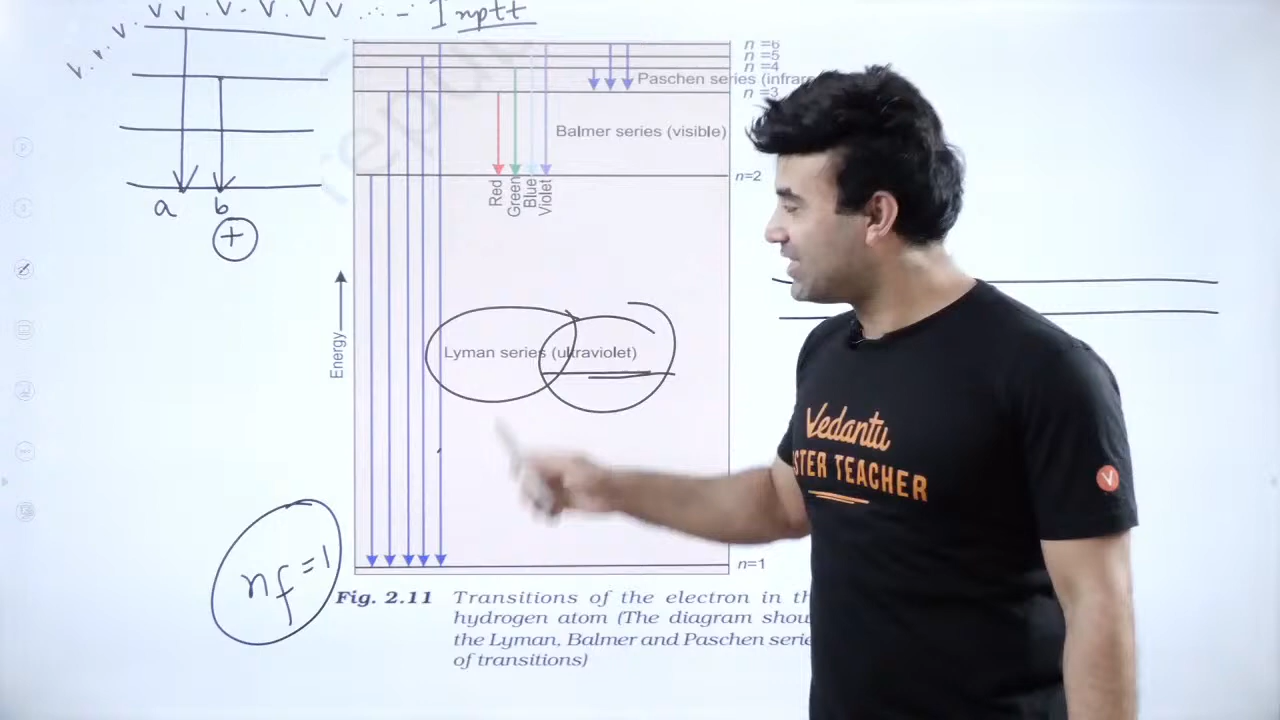 V V V V. V. V. V V ..... - Inptt
n =6
n =5
n =4
Paschen series (infrare
n =3
Balmer series (visible)
n=2
Red
Green
Blue
Violet
a b
+
Energy
Lyman series (ultraviolet)
Vedantu
STER TEACHER
V
nf = 1
n=1
Fig. 2.11 Transitions of the electron in th
hydrogen atom (The diagram shou
the Lyman, Balmer and Paschen serie
of transitions)